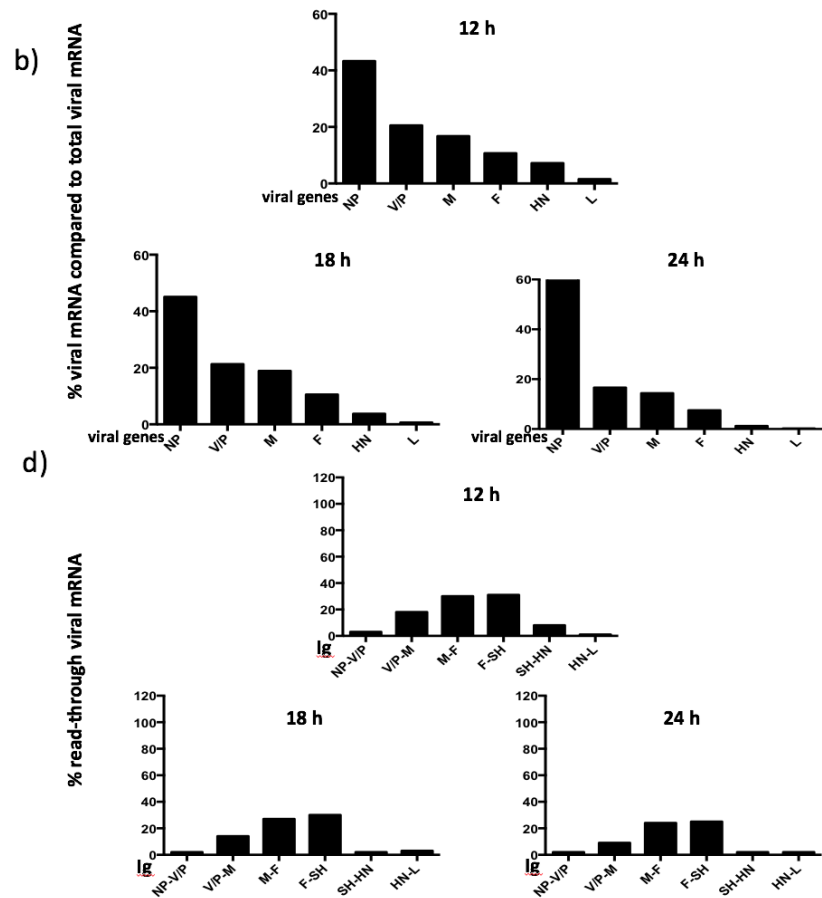 b)
% viral mRNA compared to total viral mRNA
12 h
60
40
20
0
viral genes
NP
V/P
M
F
HN
L
18 h
60
40
20
0
viral genes
NP
V/P
M
F
HN
L
24 h
60
40
20
0
viral genes
NP
V/P
M
F
HN
L
d)
% read-through viral mRNA
12 h
120
100
80
60
40
20
0
Ig
NP-V/P
V/P-M
M-F
F-SH
SH-HN
HN-L
18 h
120
100
80
60
40
20
0
Ig
NP-V/P
V/P-M
M-F
F-SH
SH-HN
HN-L
24 h
120
100
80
60
40
20
0
Ig
NP-V/P
V/P-M
M-F
F-SH
SH-HN
HN-L